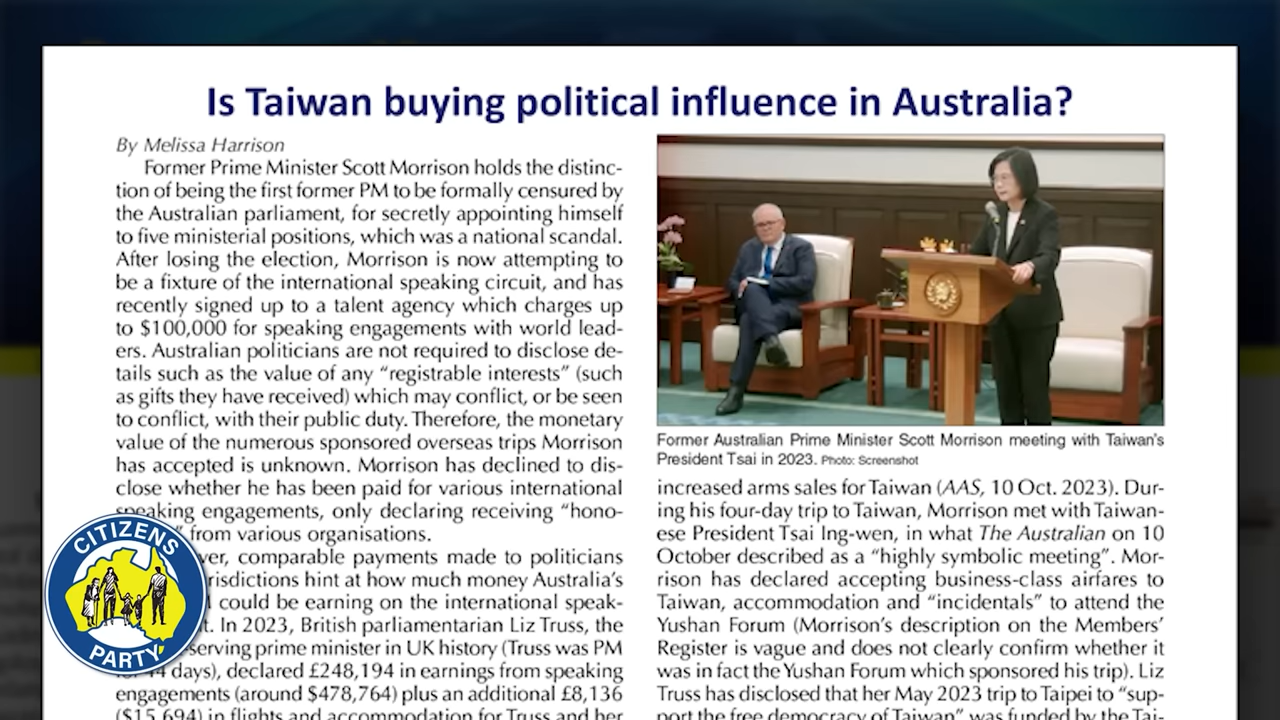 Is Taiwan buying political influence in Australia?
By Melissa Harrison
Former Prime Minister Scott Morrison holds the distinc-
tion of being the first former PM to be formally censured by
the Australian parliament, for secretly appointing himself
to five ministerial positions, which was a national scandal.
After losing the election, Morrison is now attempting to
be a fixture of the international speaking circuit, and has
recently signed up to a talent agency which charges up
to $100,000 for speaking engagements with world lead-
ers. Australian politicians are not required to disclose de-
tails such as the value of any “registrable interests” (such
as gifts they have received) which may conflict, or be seen
to conflict, with their public duty. Therefore, the monetary
value of the numerous sponsored overseas trips Morrison
has accepted is unknown. Morrison has declined to dis-
close whether he has been paid for various international
speaking engagements, only declaring receiving “hono-
from various organisations.
comparable payments made to politicians
hint at how much money Australia’s
could be earning on the international speak-
In 2023, British parliamentarian Liz Truss, the
serving prime minister in UK history (Truss was PM
days), declared £248,194 in earnings from speaking
engagements (around $478,764) plus an additional £8,136
($15,694) in flights and accommodation for Truss and her
Former Australian Prime Minister Scott Morrison meeting with Taiwan’s
President Tsai in 2023. Photo: Screenshot
increased arms sales for Taiwan (AAS, 10 Oct. 2023). Dur-
ing his four-day trip to Taiwan, Morrison met with Taiwan-
ese President Tsai Ing-wen, in what The Australian on 10
October described as a “highly symbolic meeting”. Mor-
rison has declared accepting business-class airfares to
Taiwan, accommodation and “incidentals” to attend the
Yushan Forum (Morrison’s description on the Members’
Register is vague and does not clearly confirm whether it
was in fact the Yushan Forum which sponsored his trip). Liz
Truss has disclosed that her May 2023 trip to Taipei to “sup-
port the free democracy of Taiwan” was funded by the Tai-
CITIZENS
PARTY